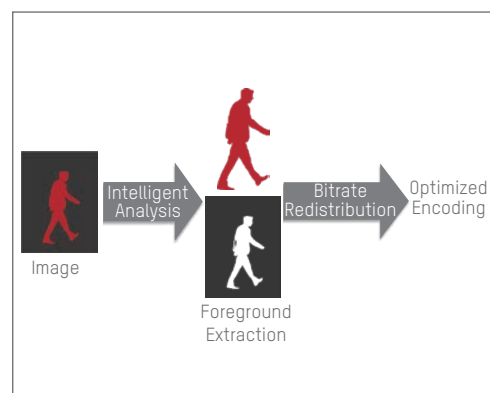 Image
Intelligent
Analysis
Foreground
Extraction
Bitrate
Redistribution
Optimized
Encoding